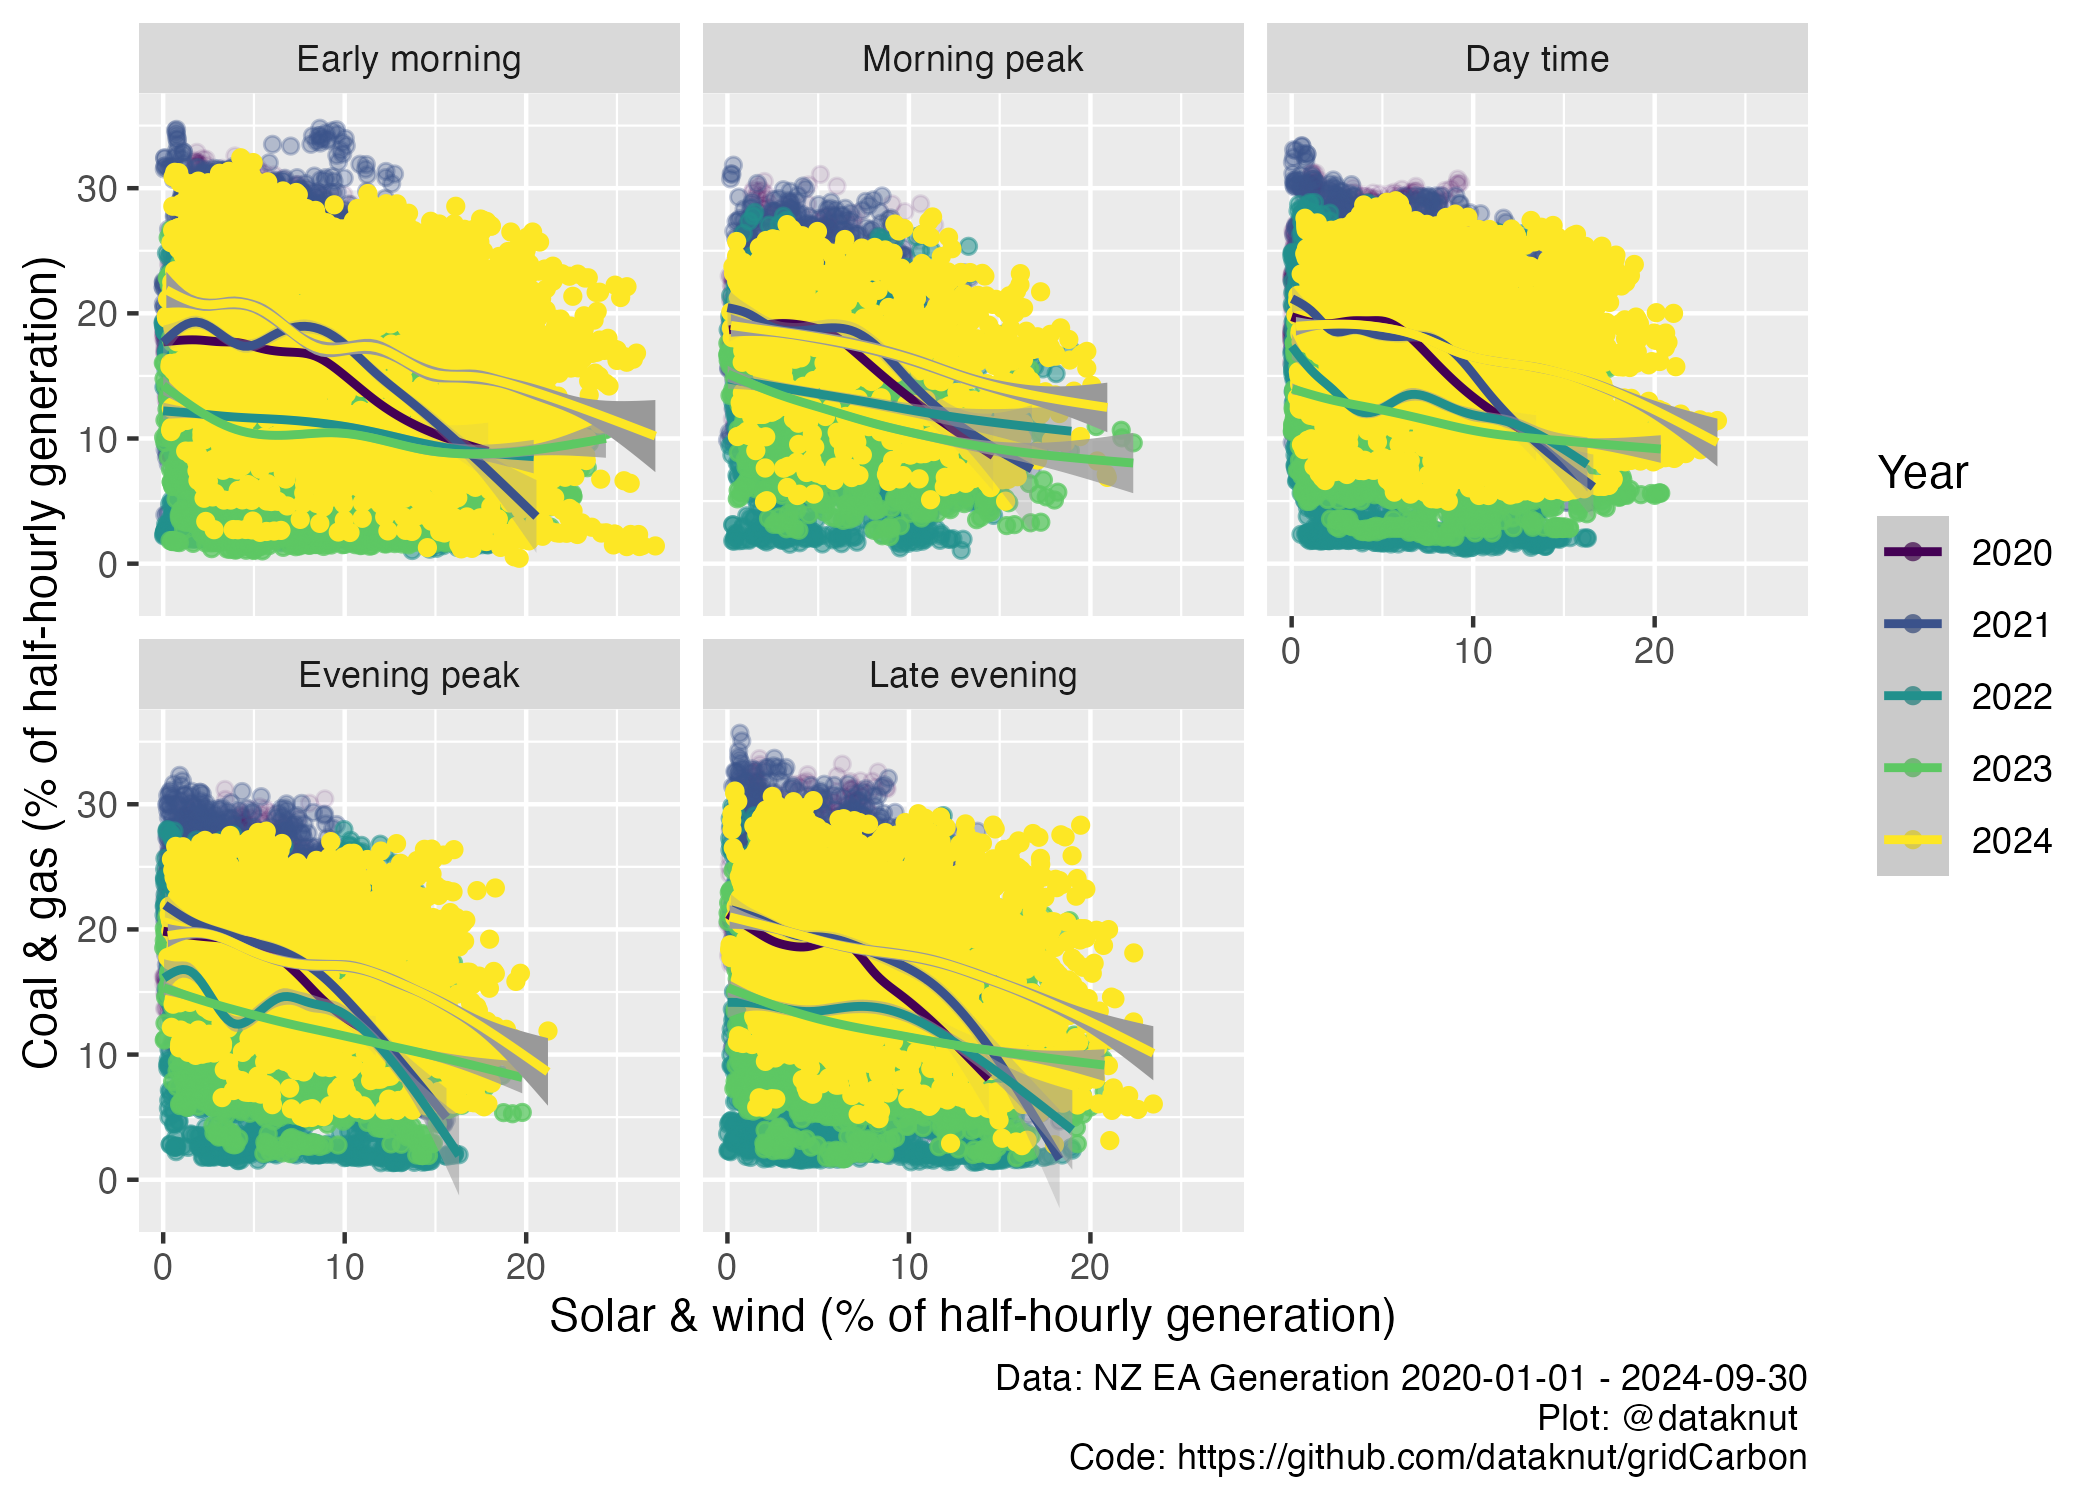 Early morning
Morning peak
Day time
30
20
10
0
0
10
20
Evening peak
Late evening
30
20
10
0
0
10
20
0
10
20
Coal & gas (% of half-hourly generation)
Solar & wind (% of half-hourly generation)
Year
2020
2021
2022
2023
2024
Data: NZ EA Generation 2020-01-01 - 2024-09-30
Plot: @dataknut
Code: https://github.com/dataknut/gridCarbon